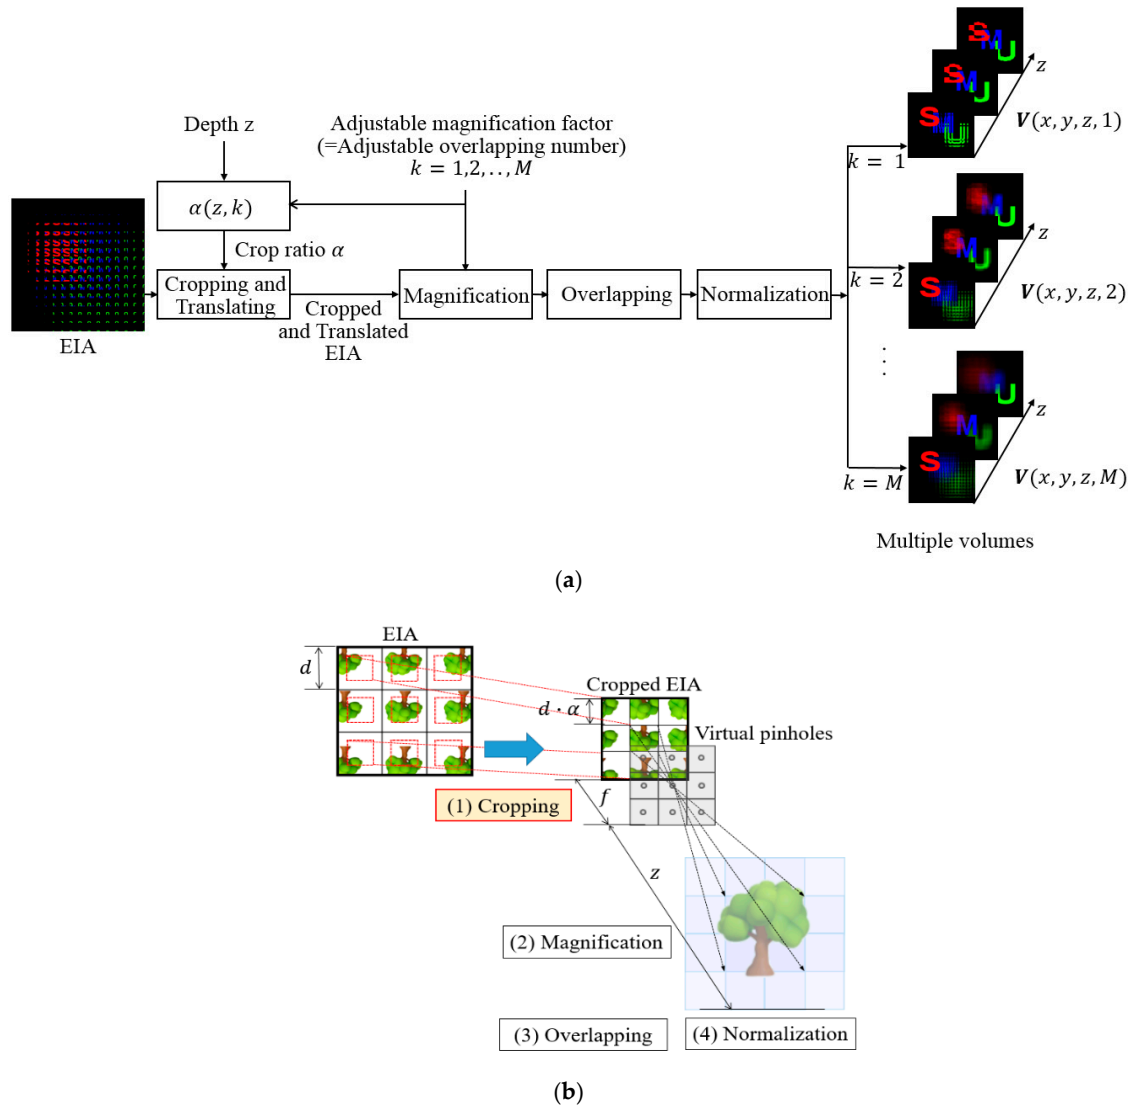 Depth z
Adjustable magnification factor
(=Adjustable overlapping number)
k = 1,2,..,M
α(z, k)
Crop ratio α
EIA
Cropping and
Translating
Cropped
and Translated
EIA
Magnification
Overlapping
Normalization
k = 1
S M U
S M U
S M U
z
V(x, y, z, 1)
k = 2
S M U
S M U
S M U
z
V(x, y, z, 2)
⋮
k = M
M U
M U
S
z
V(x, y, z, M)
Multiple volumes
(a)
EIA
d
Cropped EIA
d · α
Virtual pinholes
(1) Cropping
f
z
(2) Magnification
(3) Overlapping
(4) Normalization
(b)